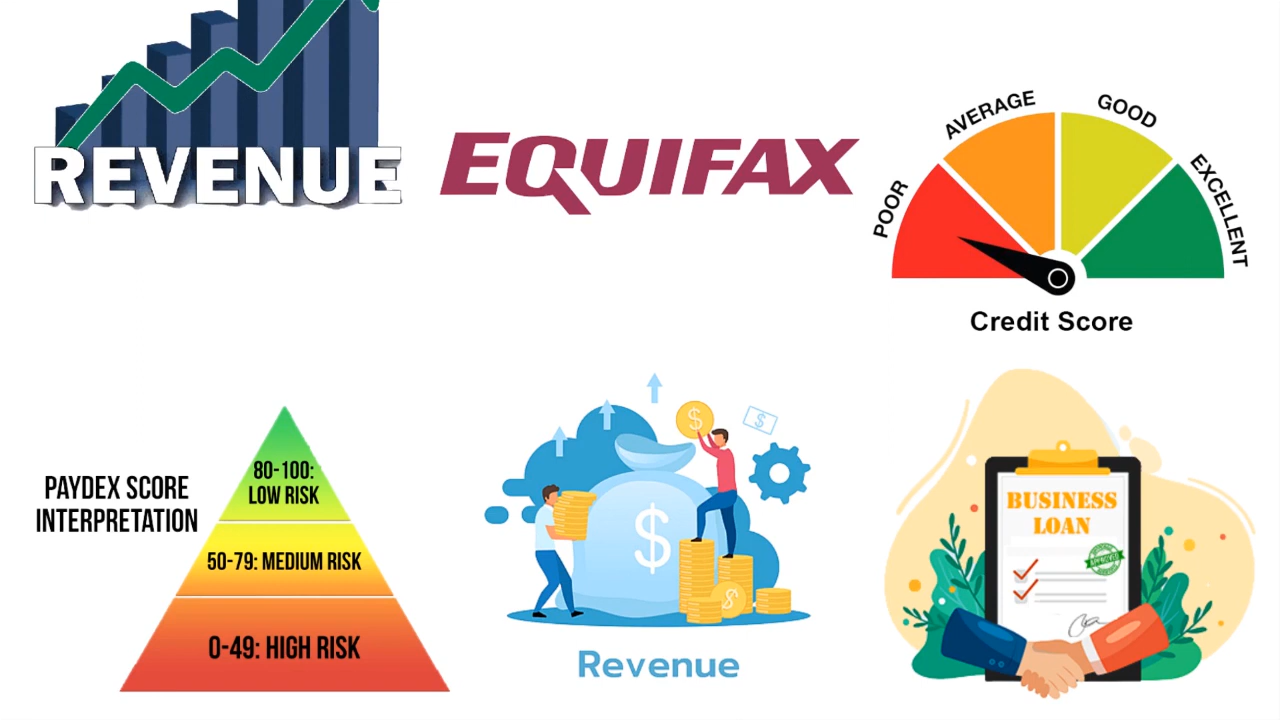 REVENUE
EQUIFAX
POOR
AVERAGE
GOOD
EXCELLENT
Credit Score
PAYDEX SCORE
INTERPRETATION
80-100:
LOW RISK
50-79: MEDIUM RISK
0-49: HIGH RISK
$
$
$
$
Revenue
BUSINESS
LOAN
APPROVED